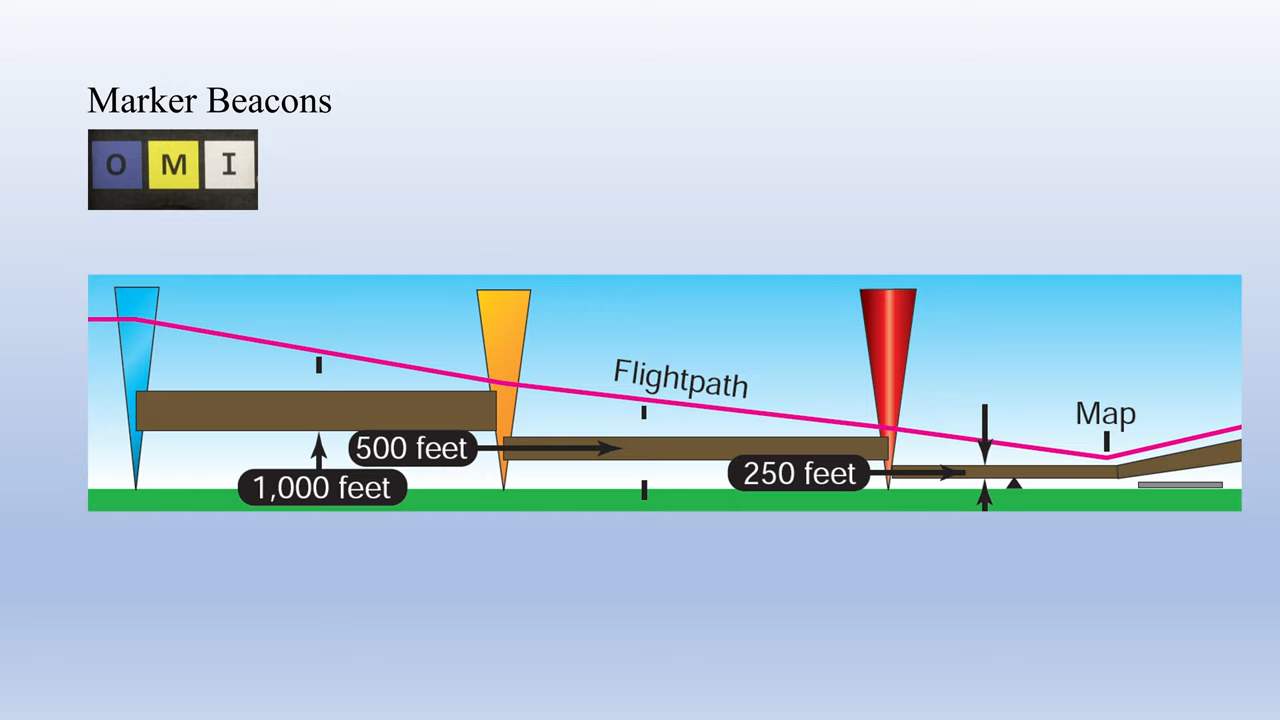 Marker Beacons
O M I
Flightpath
Map
500 feet
250 feet
1,000 feet